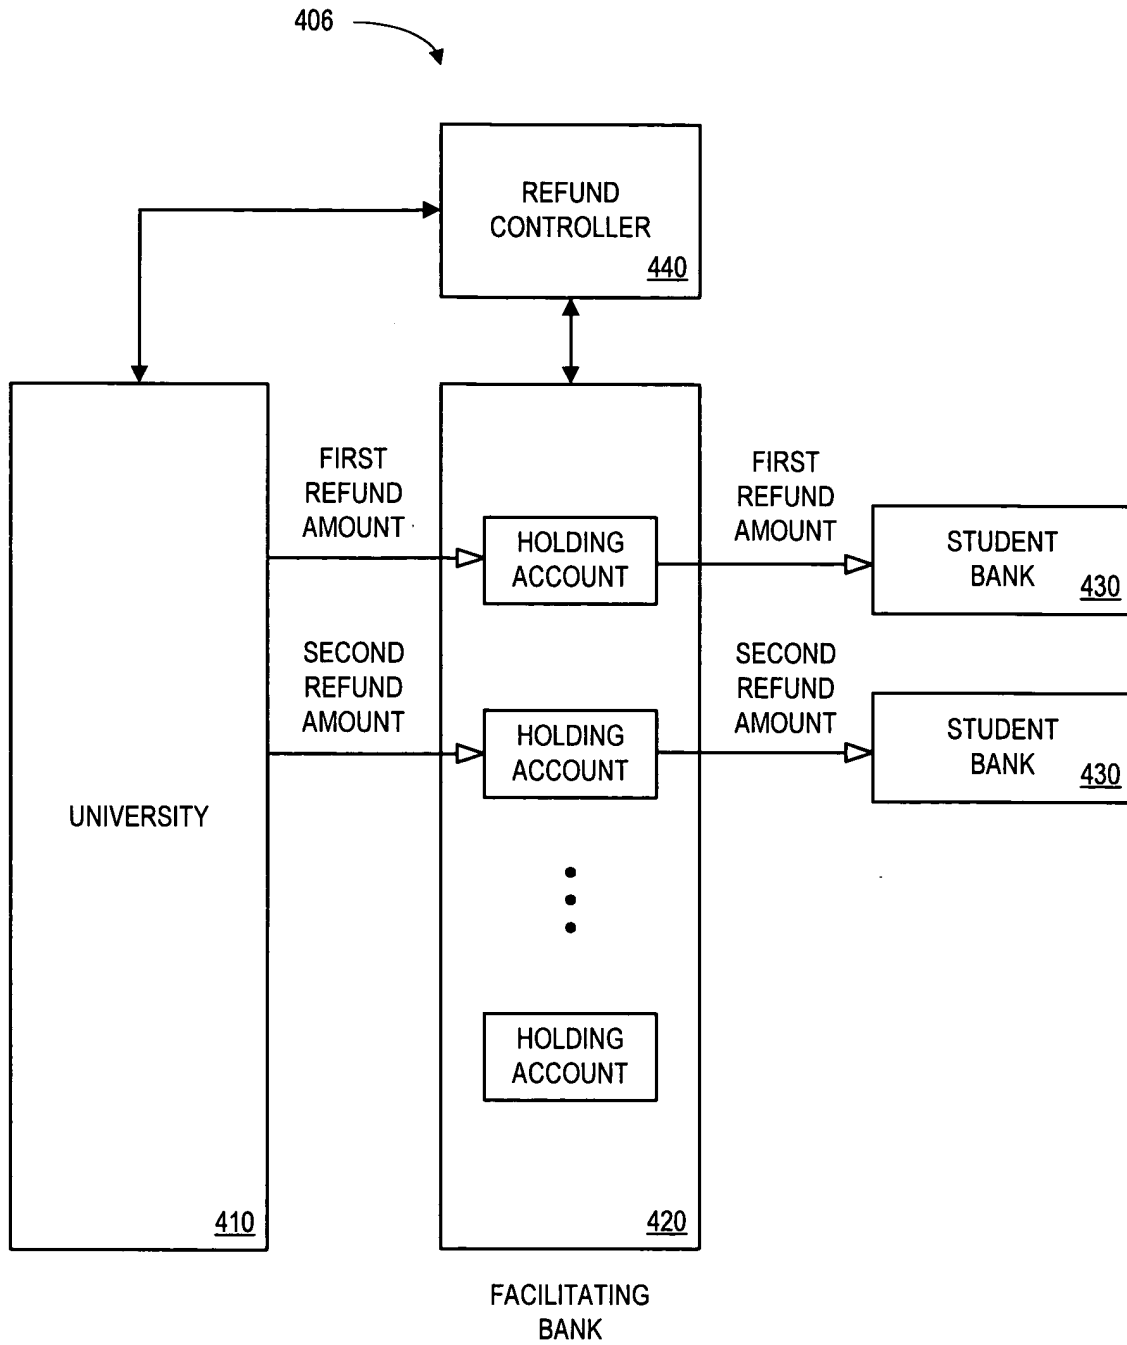 406
REFUND
CONTROLLER
440
FIRST
REFUND
AMOUNT
FIRST
REFUND
AMOUNT
HOLDING
ACCOUNT
STUDENT
BANK
430
SECOND
REFUND
AMOUNT
SECOND
REFUND
AMOUNT
HOLDING
ACCOUNT
STUDENT
BANK
430
UNIVERSITY
HOLDING
ACCOUNT
410
420
FACILITATING
BANK